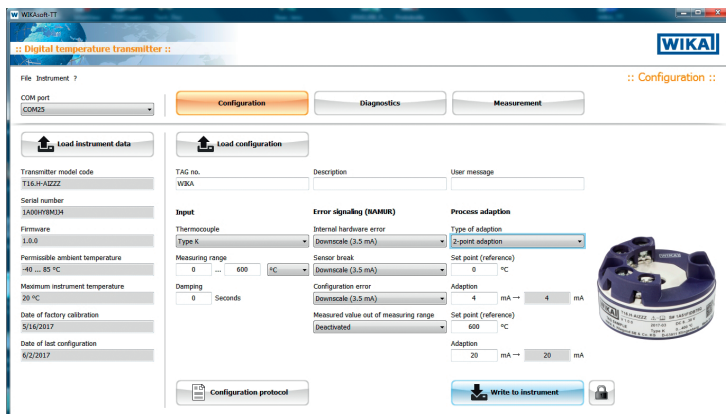 WIKAsoft-TT
:: Digital temperature transmitter ::
WIKA
File Instrument ?
:: Configuration ::
COM port
COM25
Configuration
Diagnostics
Measurement
Load instrument data
Load configuration
Transmitter model code
T16.H-AIZZZ
Serial number
1A00HY8MJJ4
Firmware
1.0.0
Permissible ambient temperature
-40 ... 85 °C
Maximum instrument temperature
20 °C
Date of factory calibration
5/16/2017
Date of last configuration
6/2/2017
TAG no.
WIKA
Description
User message
Input
Thermocouple
Type K
Measuring range
0 ... 600 °C
Damping
0 Seconds
Error signaling (NAMUR)
Internal hardware error
Downscale (3.5 mA)
Sensor break
Downscale (3.5 mA)
Configuration error
Downscale (3.5 mA)
Measured value out of measuring range
Deactivated
Process adaption
Type of adaption
2-point adaption
Set point (reference)
0 °C
Adaption
4 mA → 4 mA
Set point (reference)
600 °C
Adaption
20 mA → 20 mA
WIKA
WIKA
T16.H-AIZZZ
Configuration protocol
Write to instrument